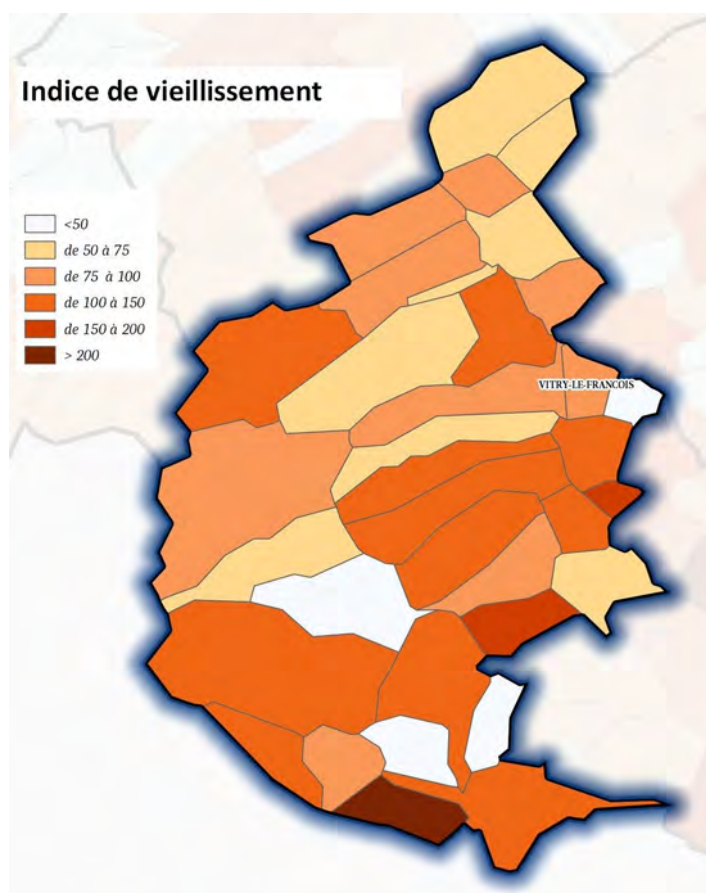 Indice de vieillissement
<50
de 50 à 75
de 75 à 100
de 100 à 150
de 150 à 200
> 200
VITRY-LE-FRANCOIS